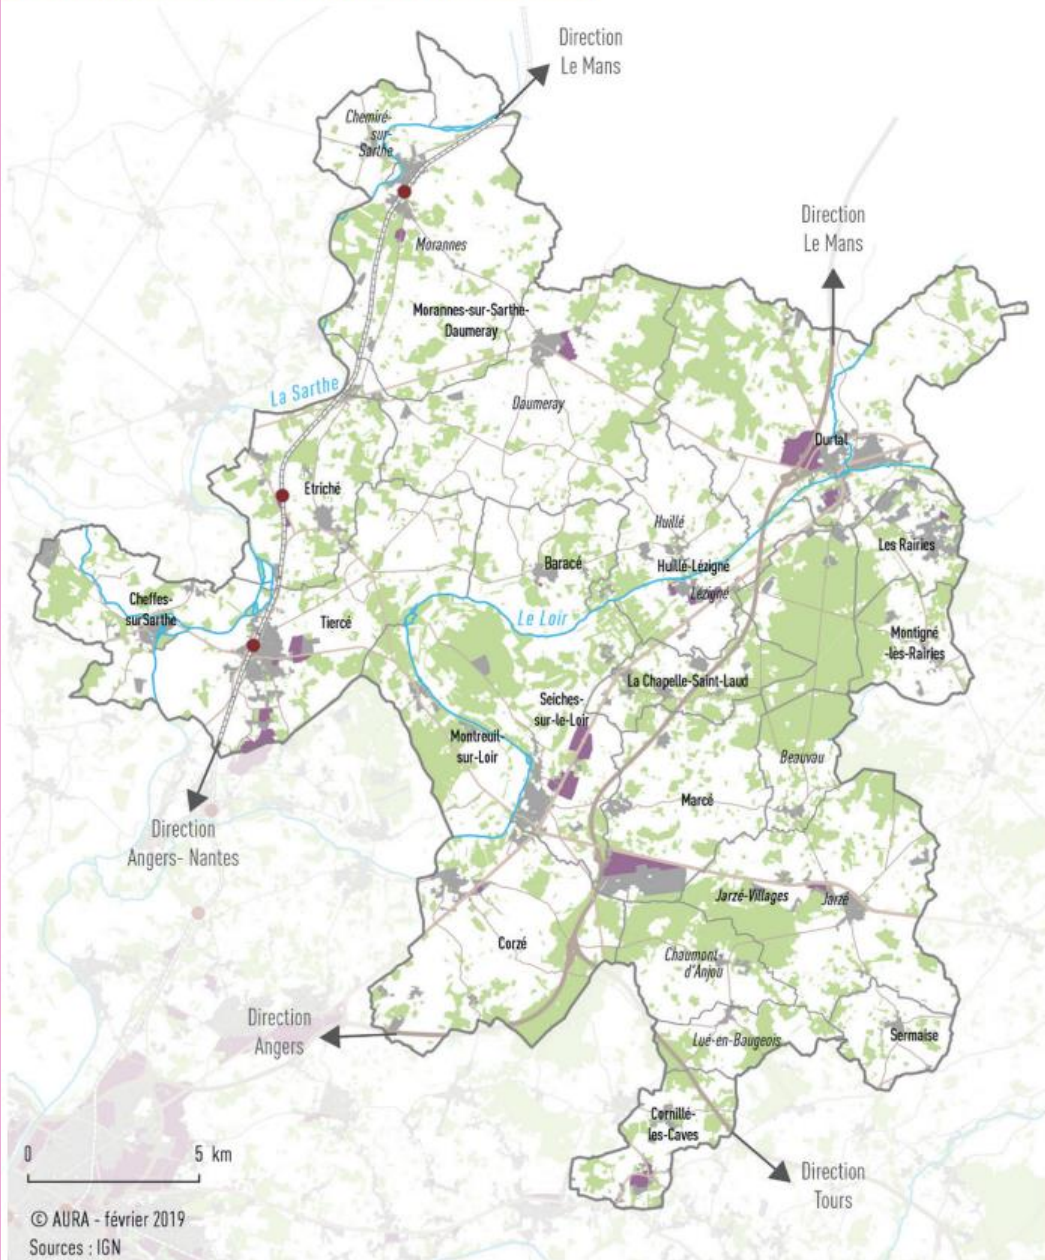 Direction
Le Mans
Chemiré-
sur-
Sarthe
Direction
Le Mans
Morannes
Morannes-sur-Sarthe-
Daumeray
La Sarthe
Daumeray
Durtal
Etriché
Huillé
Les Rairies
Baracé
Huillé-Lézigné
Lézigné
Cheffes-
sur Sarthe
Le Loir
Tiercé
Montigné
-lès-Rairies
La Chapelle-Saint-Laud
Seiches-
sur-le-Loir
Montreuil-
sur-Loir
Beauvau
Marcé
Direction
Angers- Nantes
Jarzé-Villages
Jarzé
Corzé
Chaumont-
d'Anjou
Direction
Angers
Lué-en-Baugeois
Sermaise
Cornillé-
les-Caves
0 5 km
Direction
Tours
© AURA - février 2019
Sources : IGN